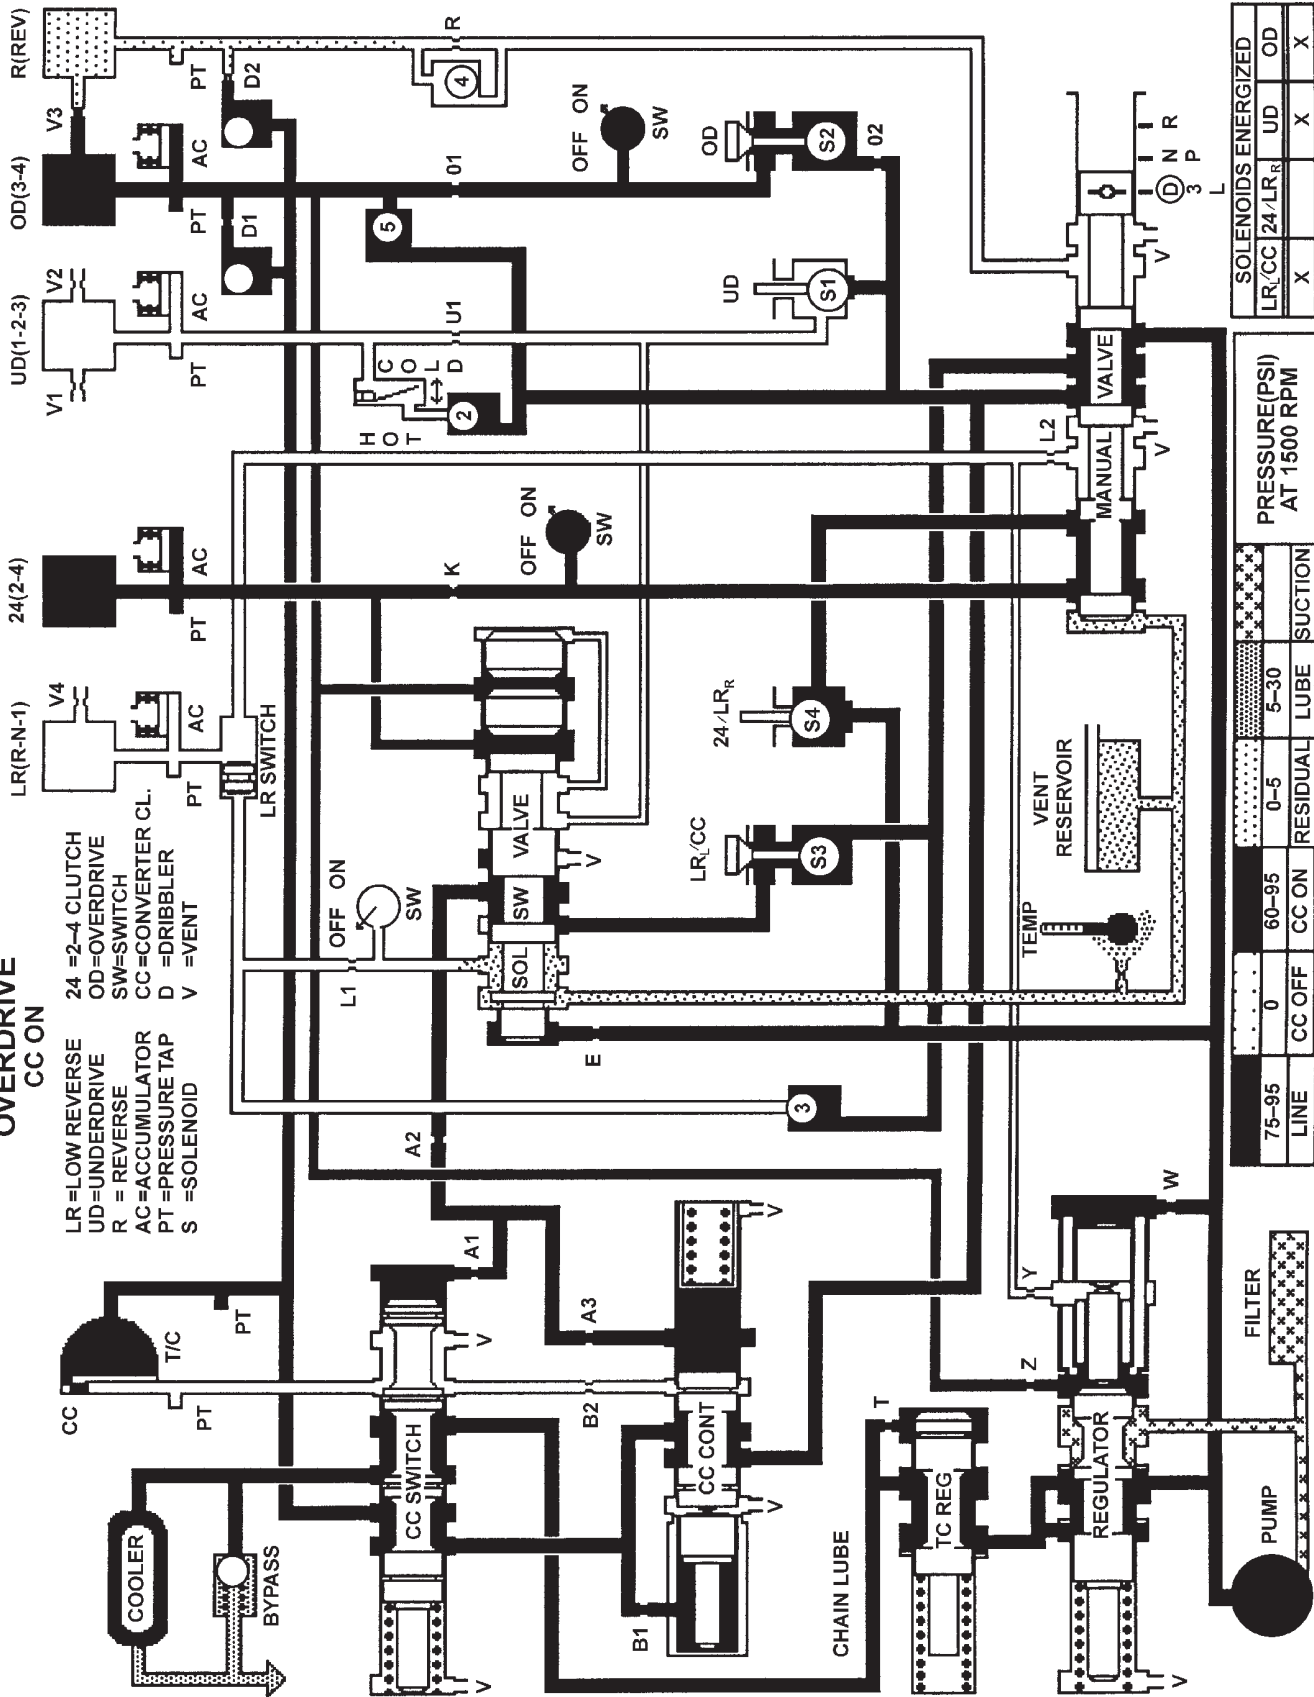 OVERDRIVE
CC ON
LR =LOW REVERSE
UD=UNDERDRIVE
R = REVERSE
AC=ACCUMULATOR
PT =PRESSURE TAP
S =SOLENOID
24 =2–4 CLUTCH
OD=OVERDRIVE
SW=SWITCH
CC=CONVERTER CL.
D =DRIBBLER
V =VENT
LR(R-N-1)
24(2-4)
UD(1-2-3)
OD(3-4)
R(REV)
V4
V1
V2
V3
AC
PT
AC
PT
AC
PT
AC
PT
PT
D1
D2
LR SWITCH
CC
T/C
PT
PT
COOLER
BYPASS
OFF ON
SW
L1
OFF ON
SW
K
HOT
COLD
2
U1
5
01
OFF ON
SW
4
R
A1
A2
A3
B1
B2
CC SWITCH
V
V
CC CONT
V
V
SOL
SW
VALVE
V
E
LRL/CC
S3
24/LRR
S4
UD
S1
OD
S2
02
3
CHAIN LUBE
T
TC REG
REGULATOR
V
Z
Y
W
TEMP
VENT
RESERVOIR
L2
MANUAL
VALVE
V
V
D N R
3 P
L
PUMP
FILTER
75–95
LINE
0
CC OFF
60–95
CC ON
0–5
RESIDUAL
5–30
LUBE
SUCTION
PRESSURE(PSI)
AT 1500 RPM
SOLENOIDS ENERGIZED
LRL/CC 24/LRR UD OD
X X X